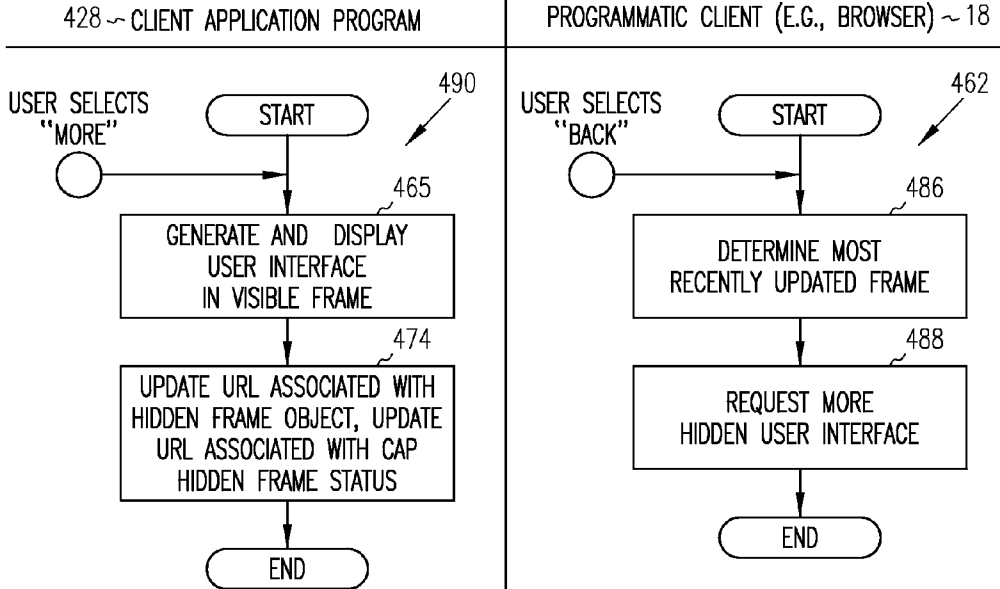 428 ~ CLIENT APPLICATION PROGRAM
490
USER SELECTS
"MORE"
START
465
GENERATE AND DISPLAY
USER INTERFACE
IN VISIBLE FRAME
474
UPDATE URL ASSOCIATED WITH
HIDDEN FRAME OBJECT, UPDATE
URL ASSOCIATED WITH CAP
HIDDEN FRAME STATUS
END
PROGRAMMATIC CLIENT (E.G., BROWSER) ~ 18
462
USER SELECTS
"BACK"
START
486
DETERMINE MOST
RECENTLY UPDATED FRAME
488
REQUEST MORE
HIDDEN USER INTERFACE
END